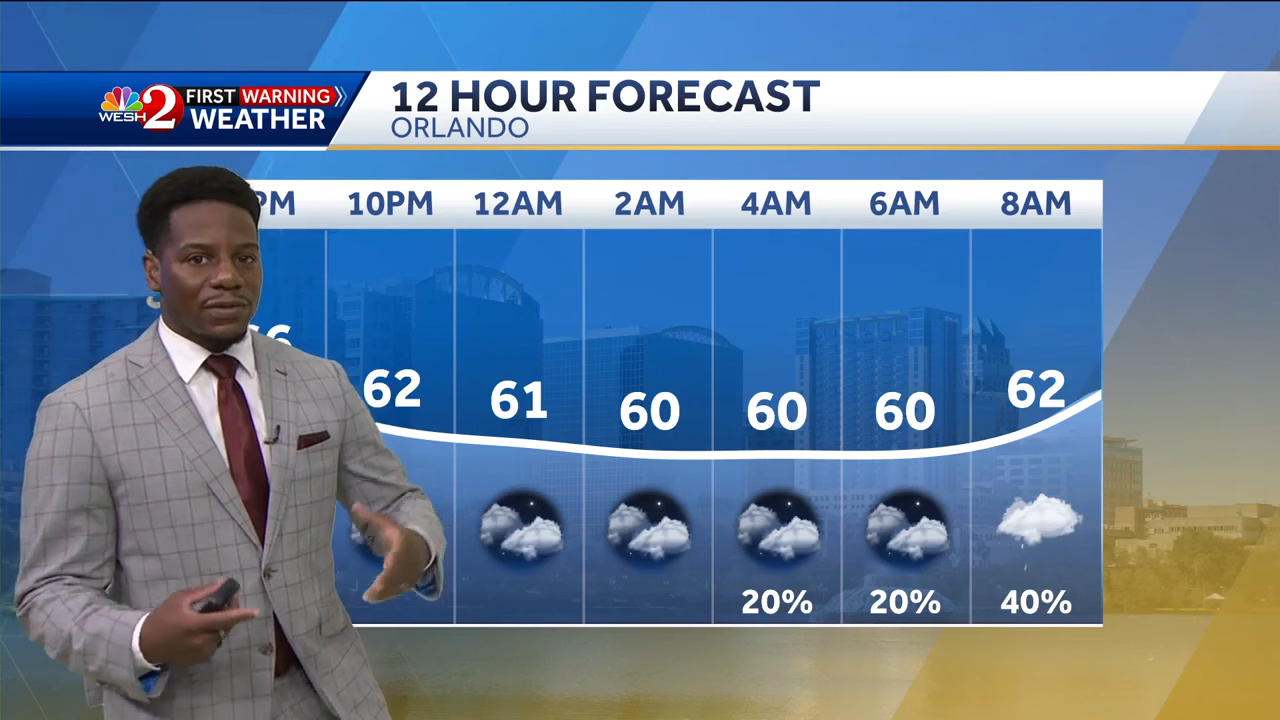 WESH 2 FIRST WARNING
WEATHER
12 HOUR FORECAST
ORLANDO
PM 10PM 12AM 2AM 4AM 6AM 8AM
62 61 60 60 60 62
20% 20% 40%